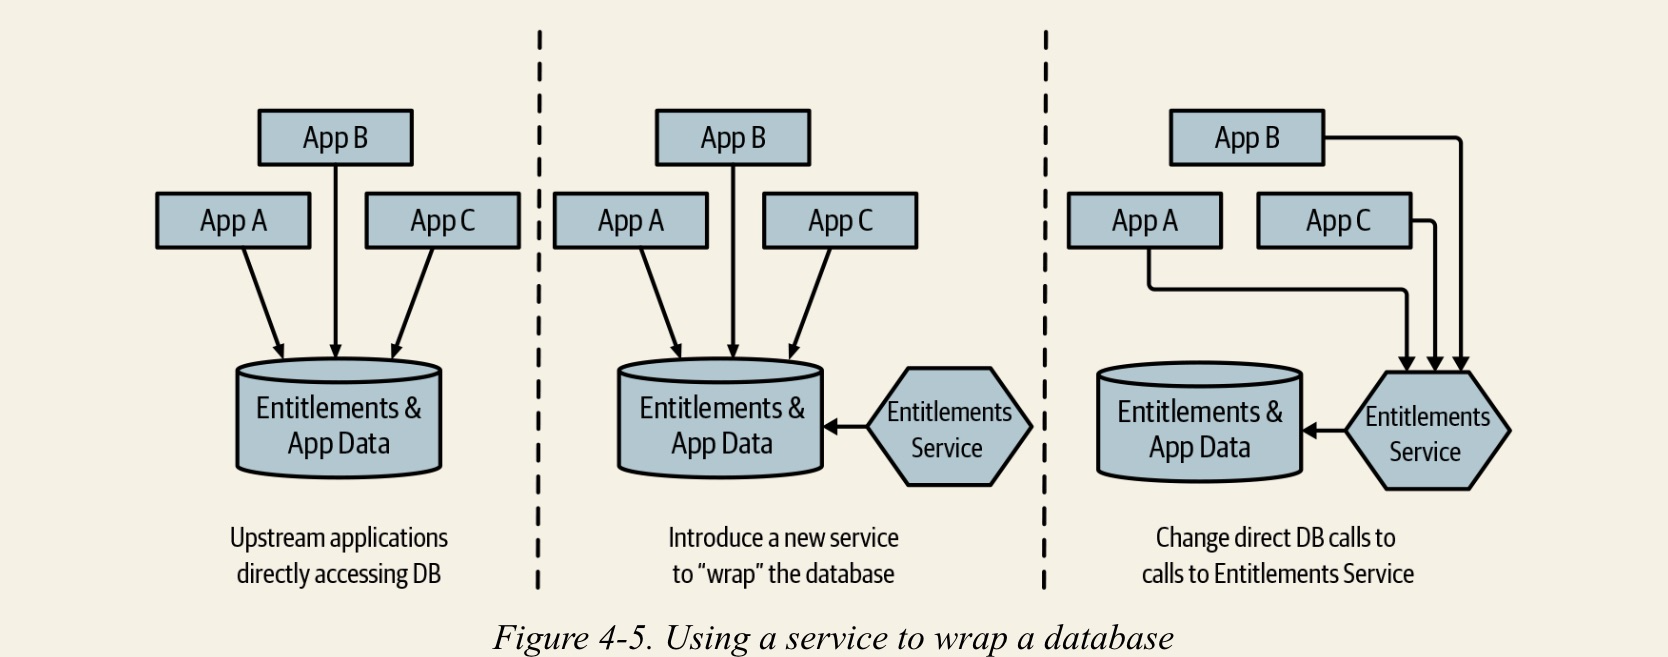 App B
App A
App C
Entitlements &
App Data
Upstream applications
directly accessing DB
App B
App A
App C
Entitlements &
App Data
Entitlements
Service
Introduce a new service
to “wrap” the database
App B
App A
App C
Entitlements &
App Data
Entitlements
Service
Change direct DB calls to
calls to Entitlements Service
Figure 4-5. Using a service to wrap a database